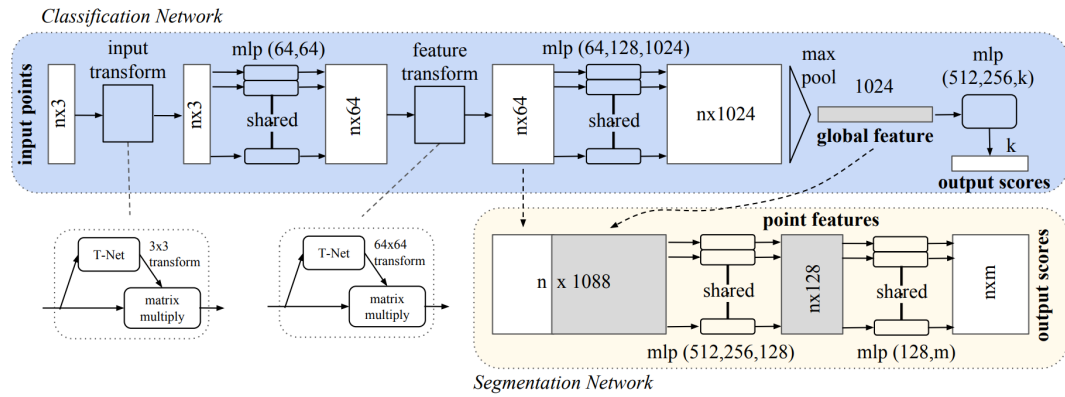 Classification Network
input points
nx3
input
transform
nx3
mlp (64,64)
shared
nx64
feature
transform
nx64
mlp (64,128,1024)
shared
nx1024
max
pool
1024
global feature
mlp
(512,256,k)
k
output scores
T-Net
3x3
transform
matrix
multiply
T-Net
64x64
transform
matrix
multiply
point features
n x 1088
shared
mlp (512,256,128)
nx128
shared
mlp (128,m)
nxm
output scores
Segmentation Network